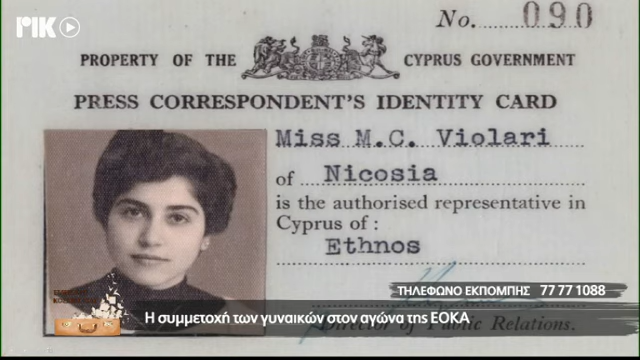 ΡΙΚ
No. 090
PROPERTY OF THE CYPRUS GOVERNMENT
PRESS CORRESPONDENT'S IDENTITY CARD
Miss M.C. Violari
of Nicosia
is the authorised representative in
Cyprus of:
Ethnos
ΤΗΛΕΦΩΝΟ ΕΚΠΟΜΠΗΣ 77 77 1088
Η συμμετοχή των γυναικών στον αγώνα της ΕΟΚΑ
Director of Public Relations.